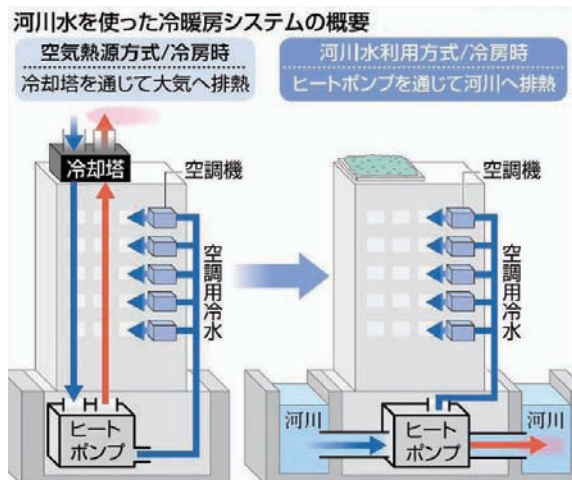 河川水を使った冷暖房システムの概要
空気熱源方式/冷房時
冷却塔を通じて大気へ排熱
河川水利用方式/冷房時
ヒートポンプを通じて河川へ排熱
冷却塔
空調機
空調用冷水
ヒート
ポンプ
空調機
空調用冷水
河川
ヒート
ポンプ
河川